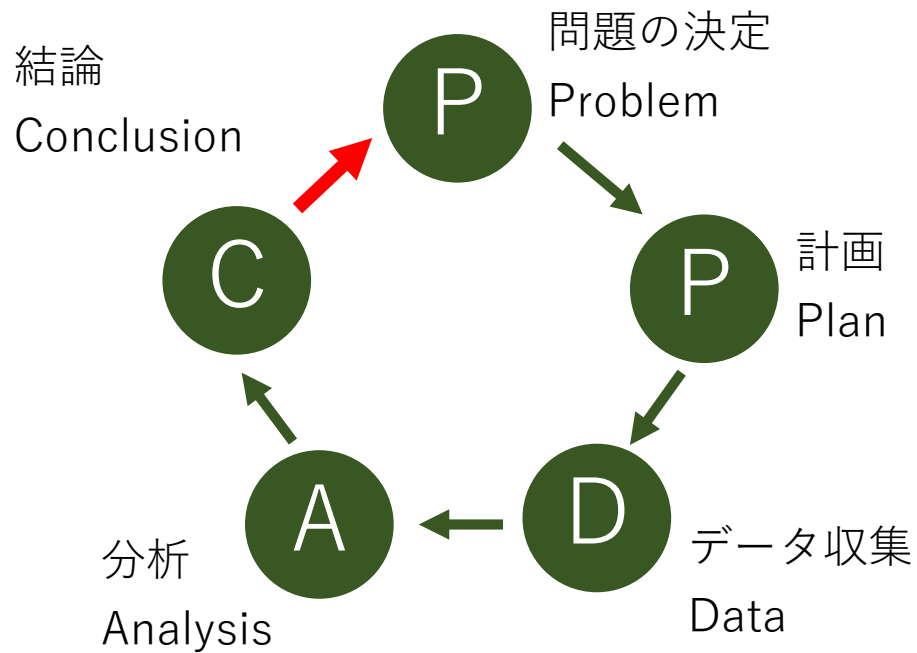 P
問題の決定
Problem
P
計画
Plan
D
データ収集
Data
A
分析
Analysis
C
結論
Conclusion